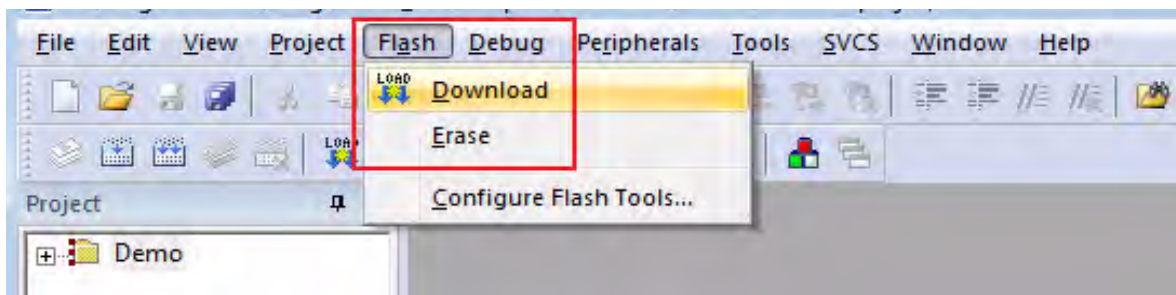 File Edit View Project Flash Debug Peripherals Tools SVCS Window Help
LOAD Download
LOAD Erase
Configure Flash Tools...
Project
Demo